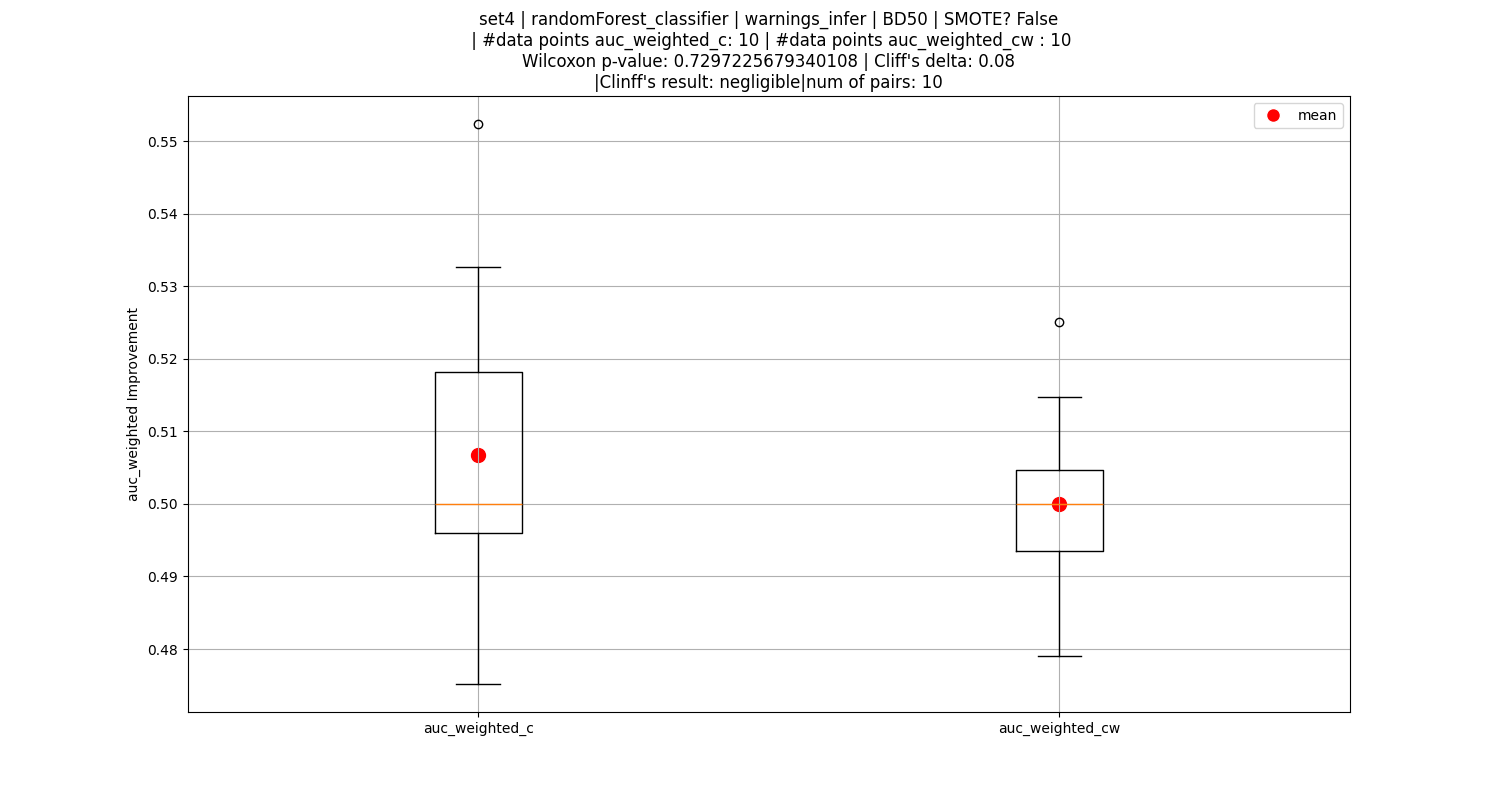 set4 | randomForest_classifier | warnings_infer | BD50 | SMOTE? False
| #data points auc_weighted_c: 10 | #data points auc_weighted_cw : 10
Wilcoxon p-value: 0.7297225679340108 | Cliff's delta: 0.08
|Clinff's result: negligible|num of pairs: 10
mean
auc_weighted Improvement
0.55
0.54
0.53
0.52
0.51
0.50
0.49
0.48
auc_weighted_c
auc_weighted_cw